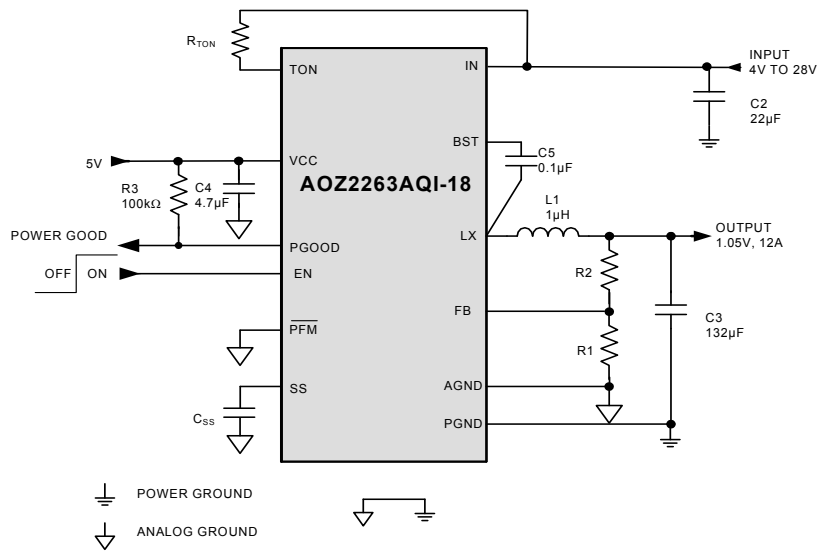 R_TON
TON
IN
INPUT
4V TO 28V
C2
22µF
BST
C5
0.1µF
5V
VCC
R3
100kΩ
C4
4.7µF
AOZ2263AQI-18
L1
1µH
LX
OUTPUT
1.05V, 12A
POWER GOOD
PGOOD
OFF ON
EN
R2
FB
C3
132µF
PFM
R1
SS
AGND
C_SS
PGND
POWER GROUND
ANALOG GROUND